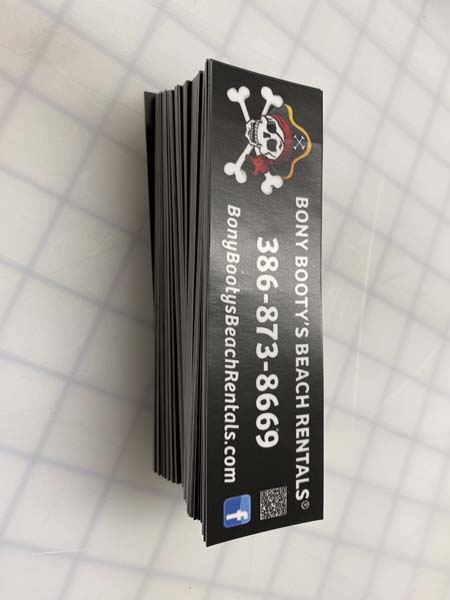 BONY BOOTY'S BEACH RENTALS®
386-873-8669
BonyBootysBeachRentals.com
f